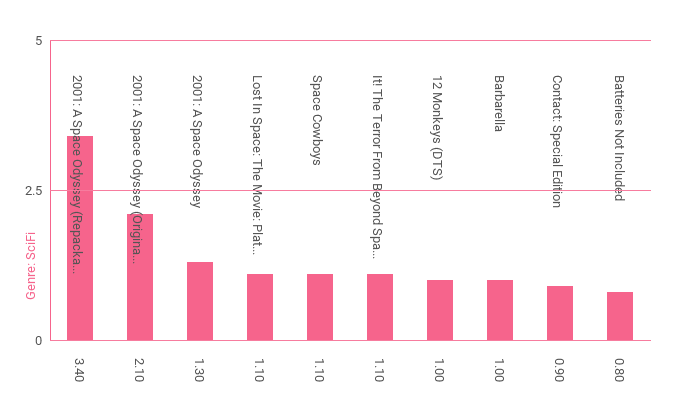 5
2.5
0
Genre: SciFi
2001: A Space Odyssey (Repacka...
2001: A Space Odyssey (Origina...
2001: A Space Odyssey
Lost In Space: The Movie: Plat...
Space Cowboys
It! The Terror From Beyond Spa...
12 Monkeys (DTS)
Barbarella
Contact: Special Edition
Batteries Not Included
3.40
2.10
1.30
1.10
1.10
1.10
1.00
1.00
0.90
0.80